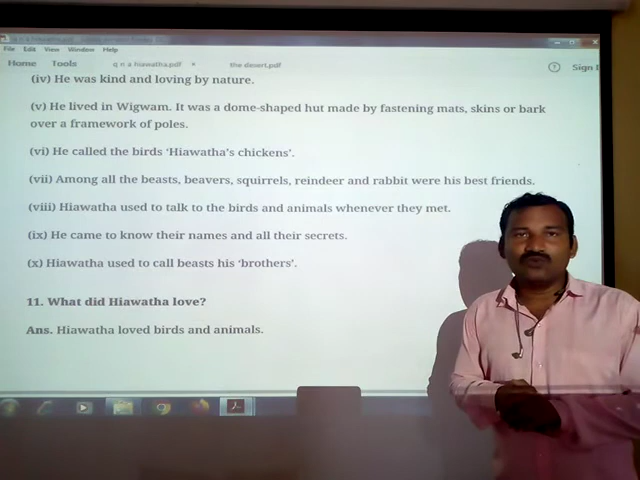 File Edit View Window Help
Home Tools q n a hiawatha.pdf × the desert.pdf ? Sign I
(iv) He was kind and loving by nature.
(v) He lived in Wigwam. It was a dome-shaped hut made by fastening mats, skins or bark
over a framework of poles.
(vi) He called the birds ‘Hiawatha’s chickens’.
(vii) Among all the beasts, beavers, squirrels, reindeer and rabbit were his best friends.
(viii) Hiawatha used to talk to the birds and animals whenever they met.
(ix) He came to know their names and all their secrets.
(x) Hiawatha used to call beasts his ‘brothers’.
11. What did Hiawatha love?
Ans. Hiawatha loved birds and animals.